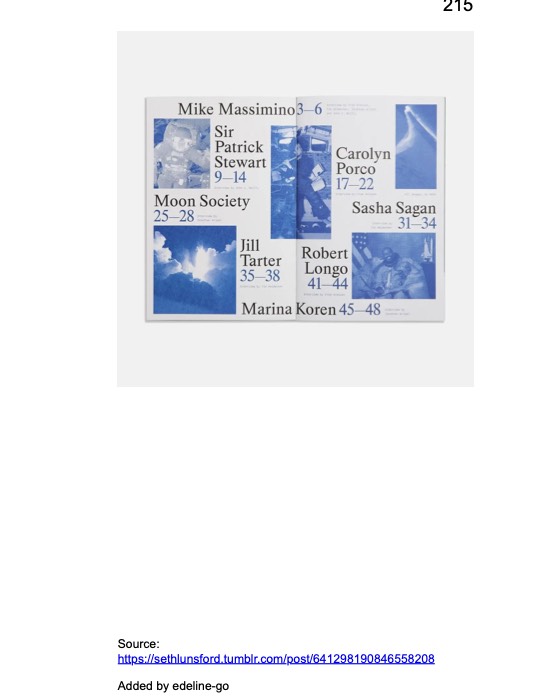 215
Mike Massimino 3—6
Sir
Patrick
Stewart
9—14
Carolyn
Porco
17—22
Moon Society
25—28
Sasha Sagan
31—34
Jill
Tarter
35—38
Robert
Longo
41—44
Marina Koren 45—48
Source:
https://sethlunsford.tumblr.com/post/641298190846558208
Added by edeline-go